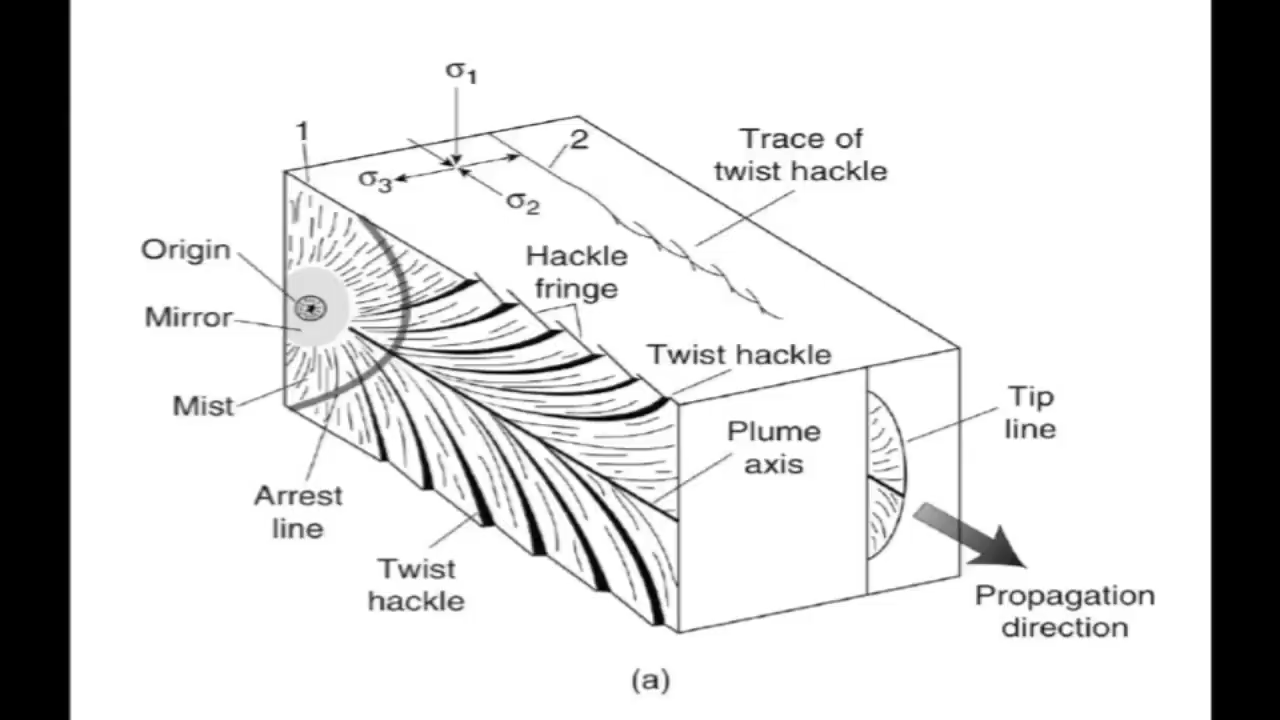 σ1
1
2
Trace of
twist hackle
σ3
σ2
Origin
Hackle
fringe
Mirror
Twist hackle
Mist
Tip
line
Plume
axis
Arrest
line
Twist
hackle
Propagation
direction
(a)